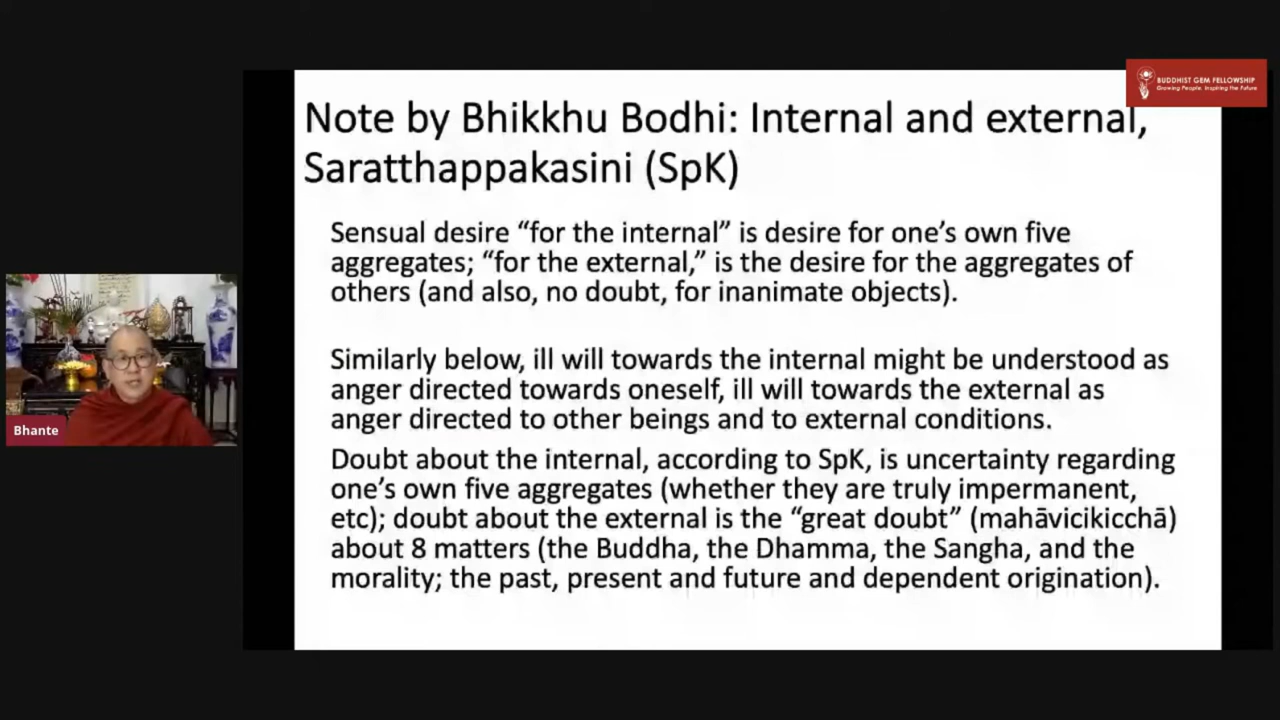 BUDDHIST GEM FELLOWSHIP
Growing People. Inspiring the Future
Note by Bhikkhu Bodhi: Internal and external,
Saratthappakasini (SpK)
Sensual desire “for the internal” is desire for one’s own five
aggregates; “for the external,” is the desire for the aggregates of
others (and also, no doubt, for inanimate objects).
Similarly below, ill will towards the internal might be understood as
anger directed towards oneself, ill will towards the external as
anger directed to other beings and to external conditions.
Doubt about the internal, according to SpK, is uncertainty regarding
one’s own five aggregates (whether they are truly impermanent,
etc); doubt about the external is the “great doubt” (mahāvicikicchā)
about 8 matters (the Buddha, the Dhamma, the Sangha, and the
morality; the past, present and future and dependent origination).
Bhante